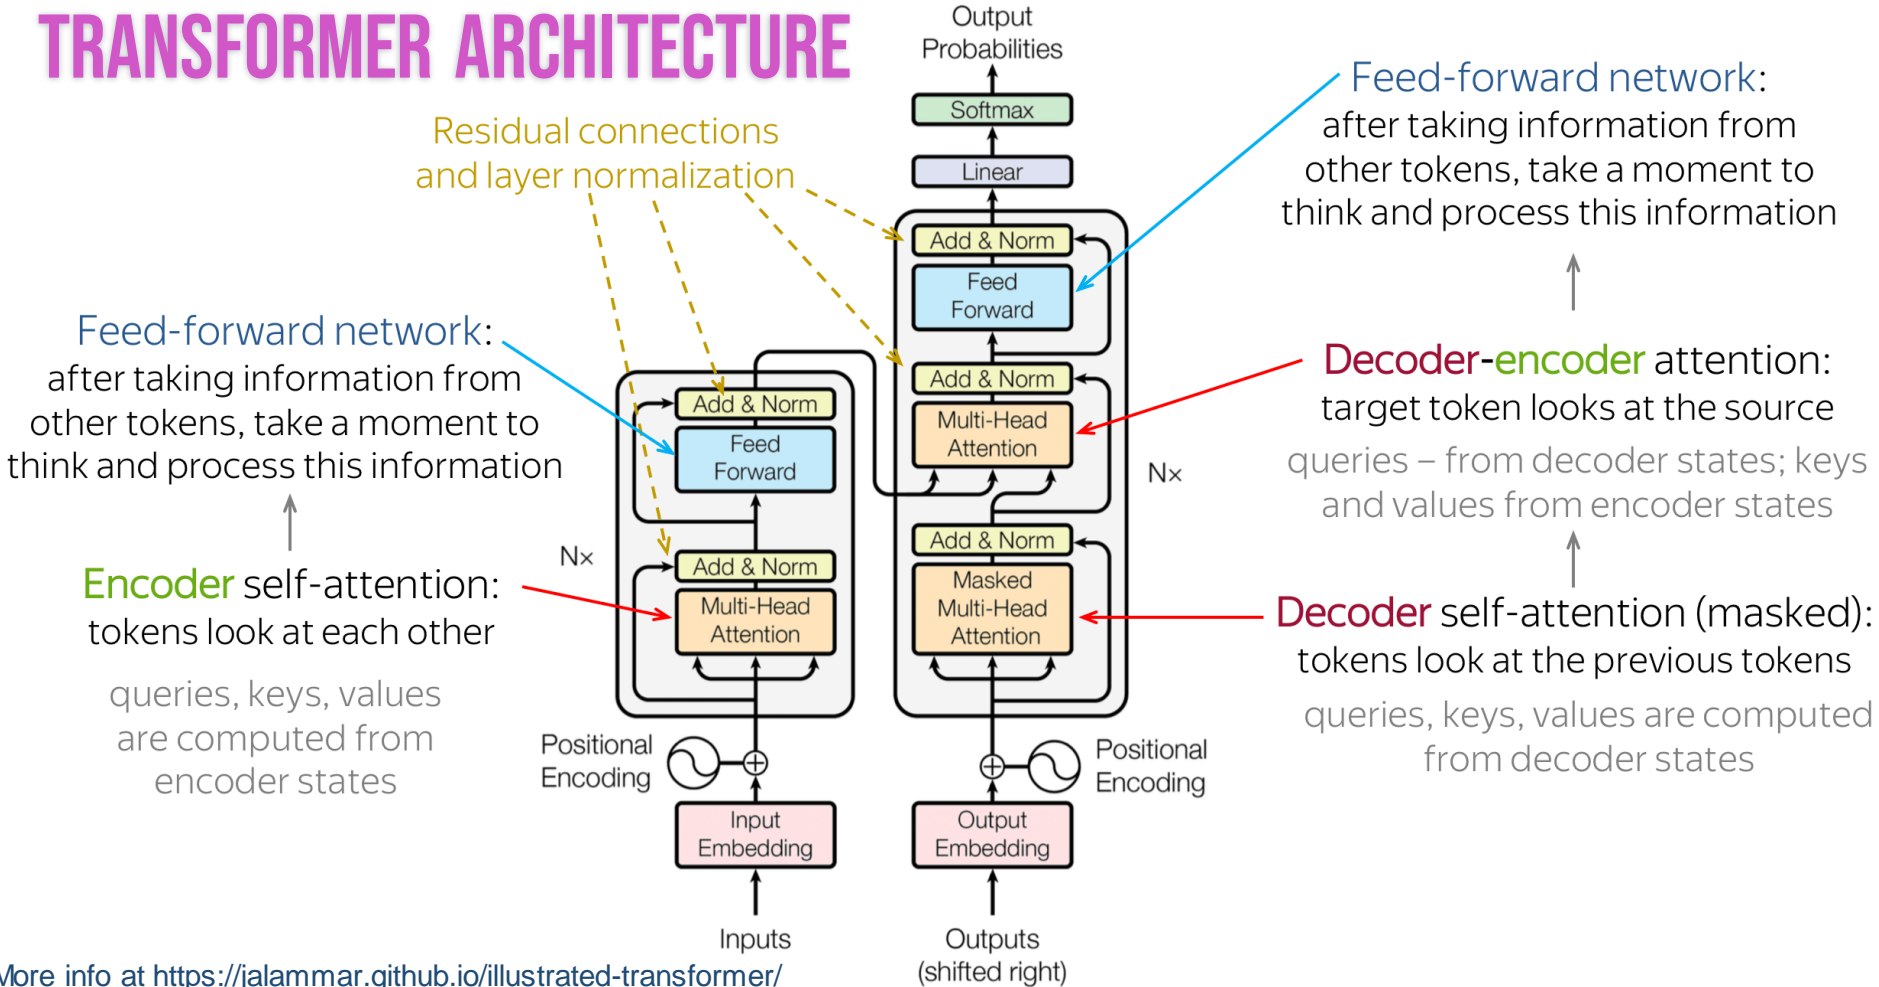 TRANSFORMER ARCHITECTURE
Residual connections
and layer normalization
Feed-forward network:
after taking information from
other tokens, take a moment to
think and process this information
Encoder self-attention:
tokens look at each other
queries, keys, values
are computed from
encoder states
Nx
Add & Norm
Feed
Forward
Add & Norm
Multi-Head
Attention
Positional
Encoding
Input
Embedding
Inputs
Output
Probabilities
Softmax
Linear
Add & Norm
Feed
Forward
Add & Norm
Multi-Head
Attention
Nx
Add & Norm
Masked
Multi-Head
Attention
Positional
Encoding
Output
Embedding
Outputs
(shifted right)
Feed-forward network:
after taking information from
other tokens, take a moment to
think and process this information
Decoder-encoder attention:
target token looks at the source
queries – from decoder states; keys
and values from encoder states
Decoder self-attention (masked):
tokens look at the previous tokens
queries, keys, values are computed
from decoder states
More info at https://jalammar.github.io/illustrated-transformer/